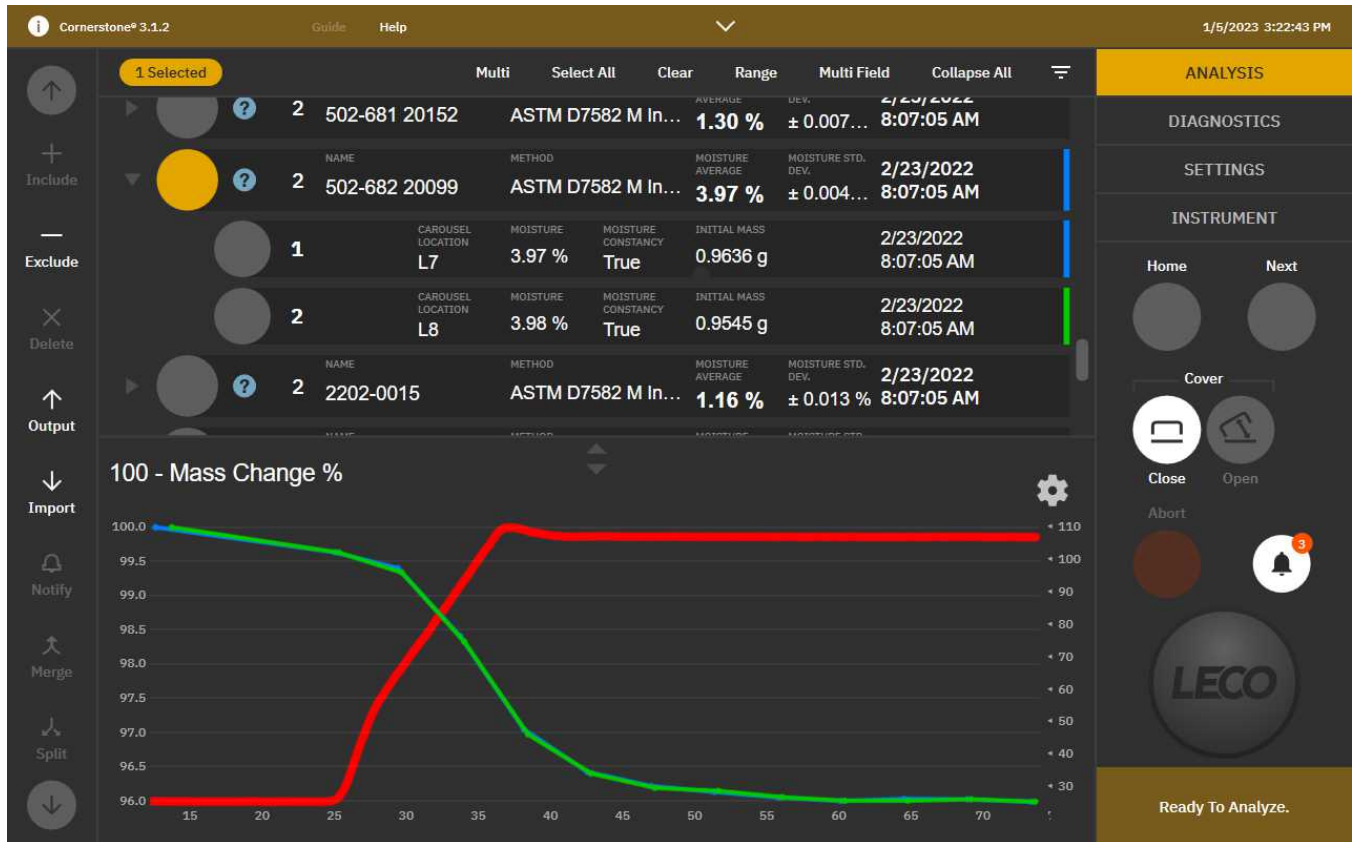 Cornerstone® 3.1.2 Guide Help 1/5/2023 3:22:43 PM
1 Selected Multi Select All Clear Range Multi Field Collapse All
AVERAGE DEV.
2 502-681 20152 ASTM D7582 M In... 1.30 % ± 0.007... 2/23/2022 8:07:05 AM
NAME METHOD MOISTURE AVERAGE MOISTURE STD. DEV.
2 502-682 20099 ASTM D7582 M In... 3.97 % ± 0.004... 2/23/2022 8:07:05 AM
CAROUSEL LOCATION MOISTURE MOISTURE CONSTANCY INITIAL MASS
1 L7 3.97 % True 0.9636 g 2/23/2022 8:07:05 AM
CAROUSEL LOCATION MOISTURE MOISTURE CONSTANCY INITIAL MASS
2 L8 3.98 % True 0.9545 g 2/23/2022 8:07:05 AM
NAME METHOD MOISTURE AVERAGE MOISTURE STD. DEV.
2 2202-0015 ASTM D7582 M In... 1.16 % ± 0.013 % 2/23/2022 8:07:05 AM
NAME METHOD MOISTURE MOISTURE STD.
Include
Exclude
Delete
Output
Import
Notify
Merge
Split
100 - Mass Change %
100.0
99.5
99.0
98.5
98.0
97.5
97.0
96.5
96.0
110
100
90
80
70
60
50
40
30
15 20 25 30 35 40 45 50 55 60 65 70
ANALYSIS
DIAGNOSTICS
SETTINGS
INSTRUMENT
Home Next
Cover
Close Open
Abort
3
LECO
Ready To Analyze.